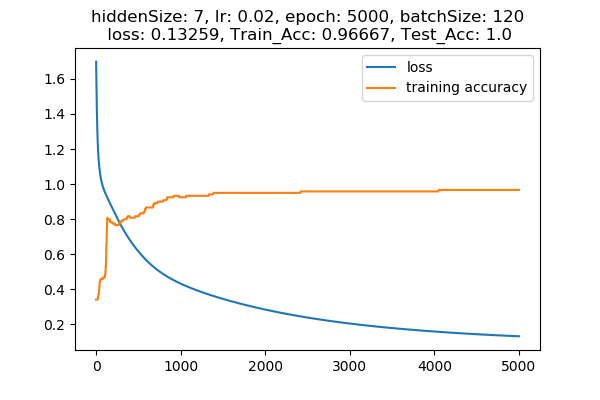 hiddenSize: 7, lr: 0.02, epoch: 5000, batchSize: 120
loss: 0.13259, Train_Acc: 0.96667, Test_Acc: 1.0
loss
training accuracy
1.6
1.4
1.2
1.0
0.8
0.6
0.4
0.2
0 1000 2000 3000 4000 5000